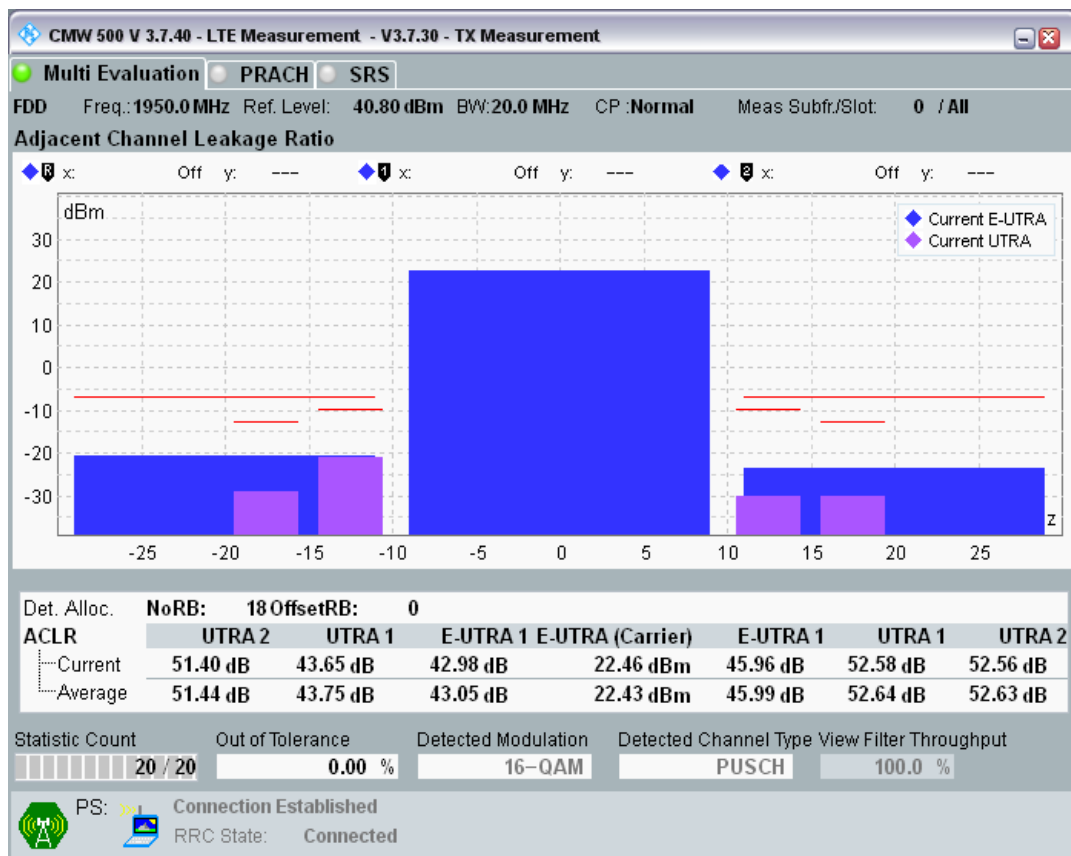 CMW 500 V 3.7.40 - LTE Measurement - V3.7.30 - TX Measurement
Multi Evaluation PRACH SRS
FDD Freq.:1950.0 MHz Ref. Level: 40.80 dBm BW:20.0 MHz CP :Normal Meas Subfr./Slot: 0 / All
Adjacent Channel Leakage Ratio
R x: Off y: --- 1 x: Off y: --- 2 x: Off y: ---
dBm
Current E-UTRA
Current UTRA
30
20
10
0
-10
-20
-30
z
-25 -20 -15 -10 -5 0 5 10 15 20 25
Det. Alloc. NoRB: 18 OffsetRB: 0
ACLR UTRA 2 UTRA 1 E-UTRA 1 E-UTRA (Carrier) E-UTRA 1 UTRA 1 UTRA 2
Current 51.40 dB 43.65 dB 42.98 dB 22.46 dBm 45.96 dB 52.58 dB 52.56 dB
Average 51.44 dB 43.75 dB 43.05 dB 22.43 dBm 45.99 dB 52.64 dB 52.63 dB
Statistic Count Out of Tolerance Detected Modulation Detected Channel Type View Filter Throughput
20 / 20 0.00 % 16-QAM PUSCH 100.0 %
PS: Connection Established
RRC State: Connected